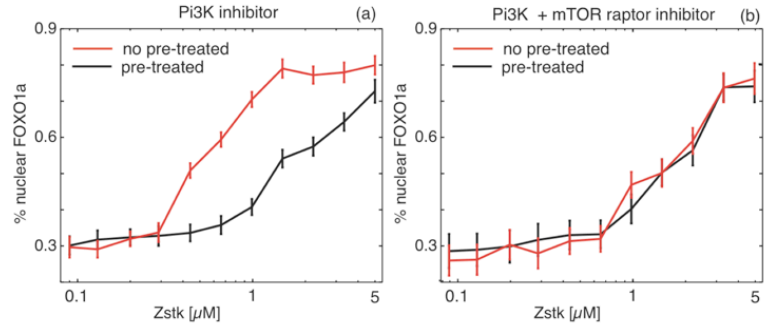 Pi3K inhibitor (a)
0.9
no pre-treated
pre-treated
0.6
0.3
% nuclear FOXO1a
0.1 1 5
Zstk [µM]
Pi3K + mTOR raptor inhibitor (b)
0.9
no pre-treated
pre-treated
0.6
0.3
% nuclear FOXO1a
0.1 1 5
Zstk [µM]